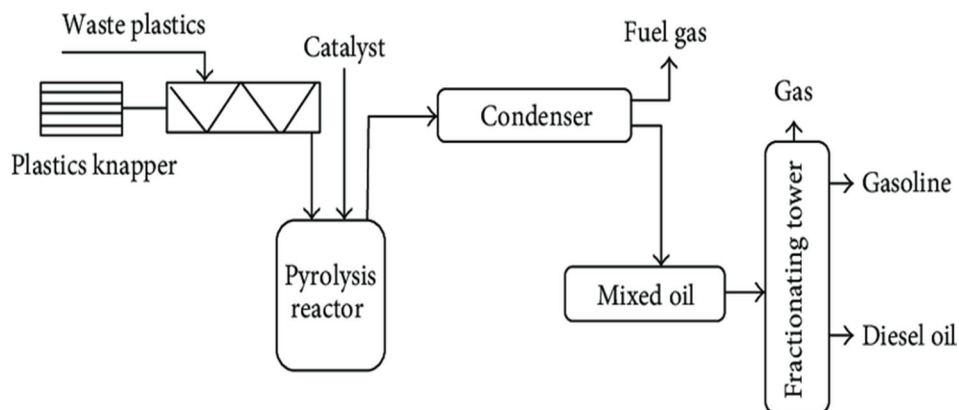 Waste plastics
Catalyst
Fuel gas
Gas
Condenser
Plastics knapper
Gasoline
Pyrolysis
reactor
Mixed oil
Fractionating tower
Diesel oil